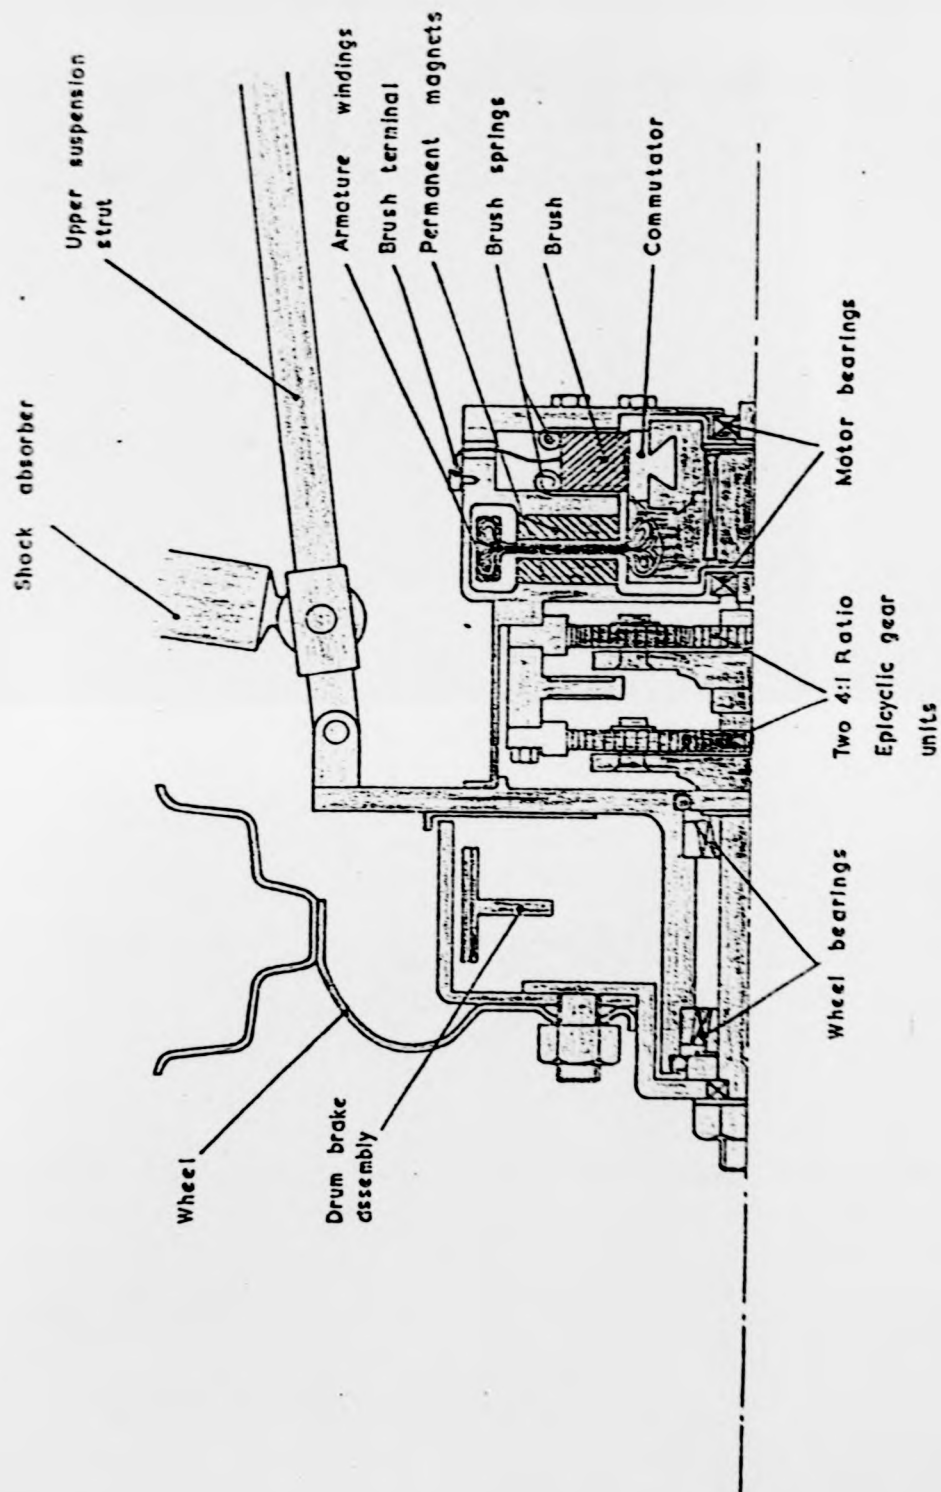 Shock absorber
Upper suspension
strut
Armature windings
Brush terminal
Permanent magnets
Brush springs
Brush
Commutator
Wheel
Drum brake
assembly
Wheel bearings
Two 4:1 Ratio
Epicyclic gear
units
Motor bearings